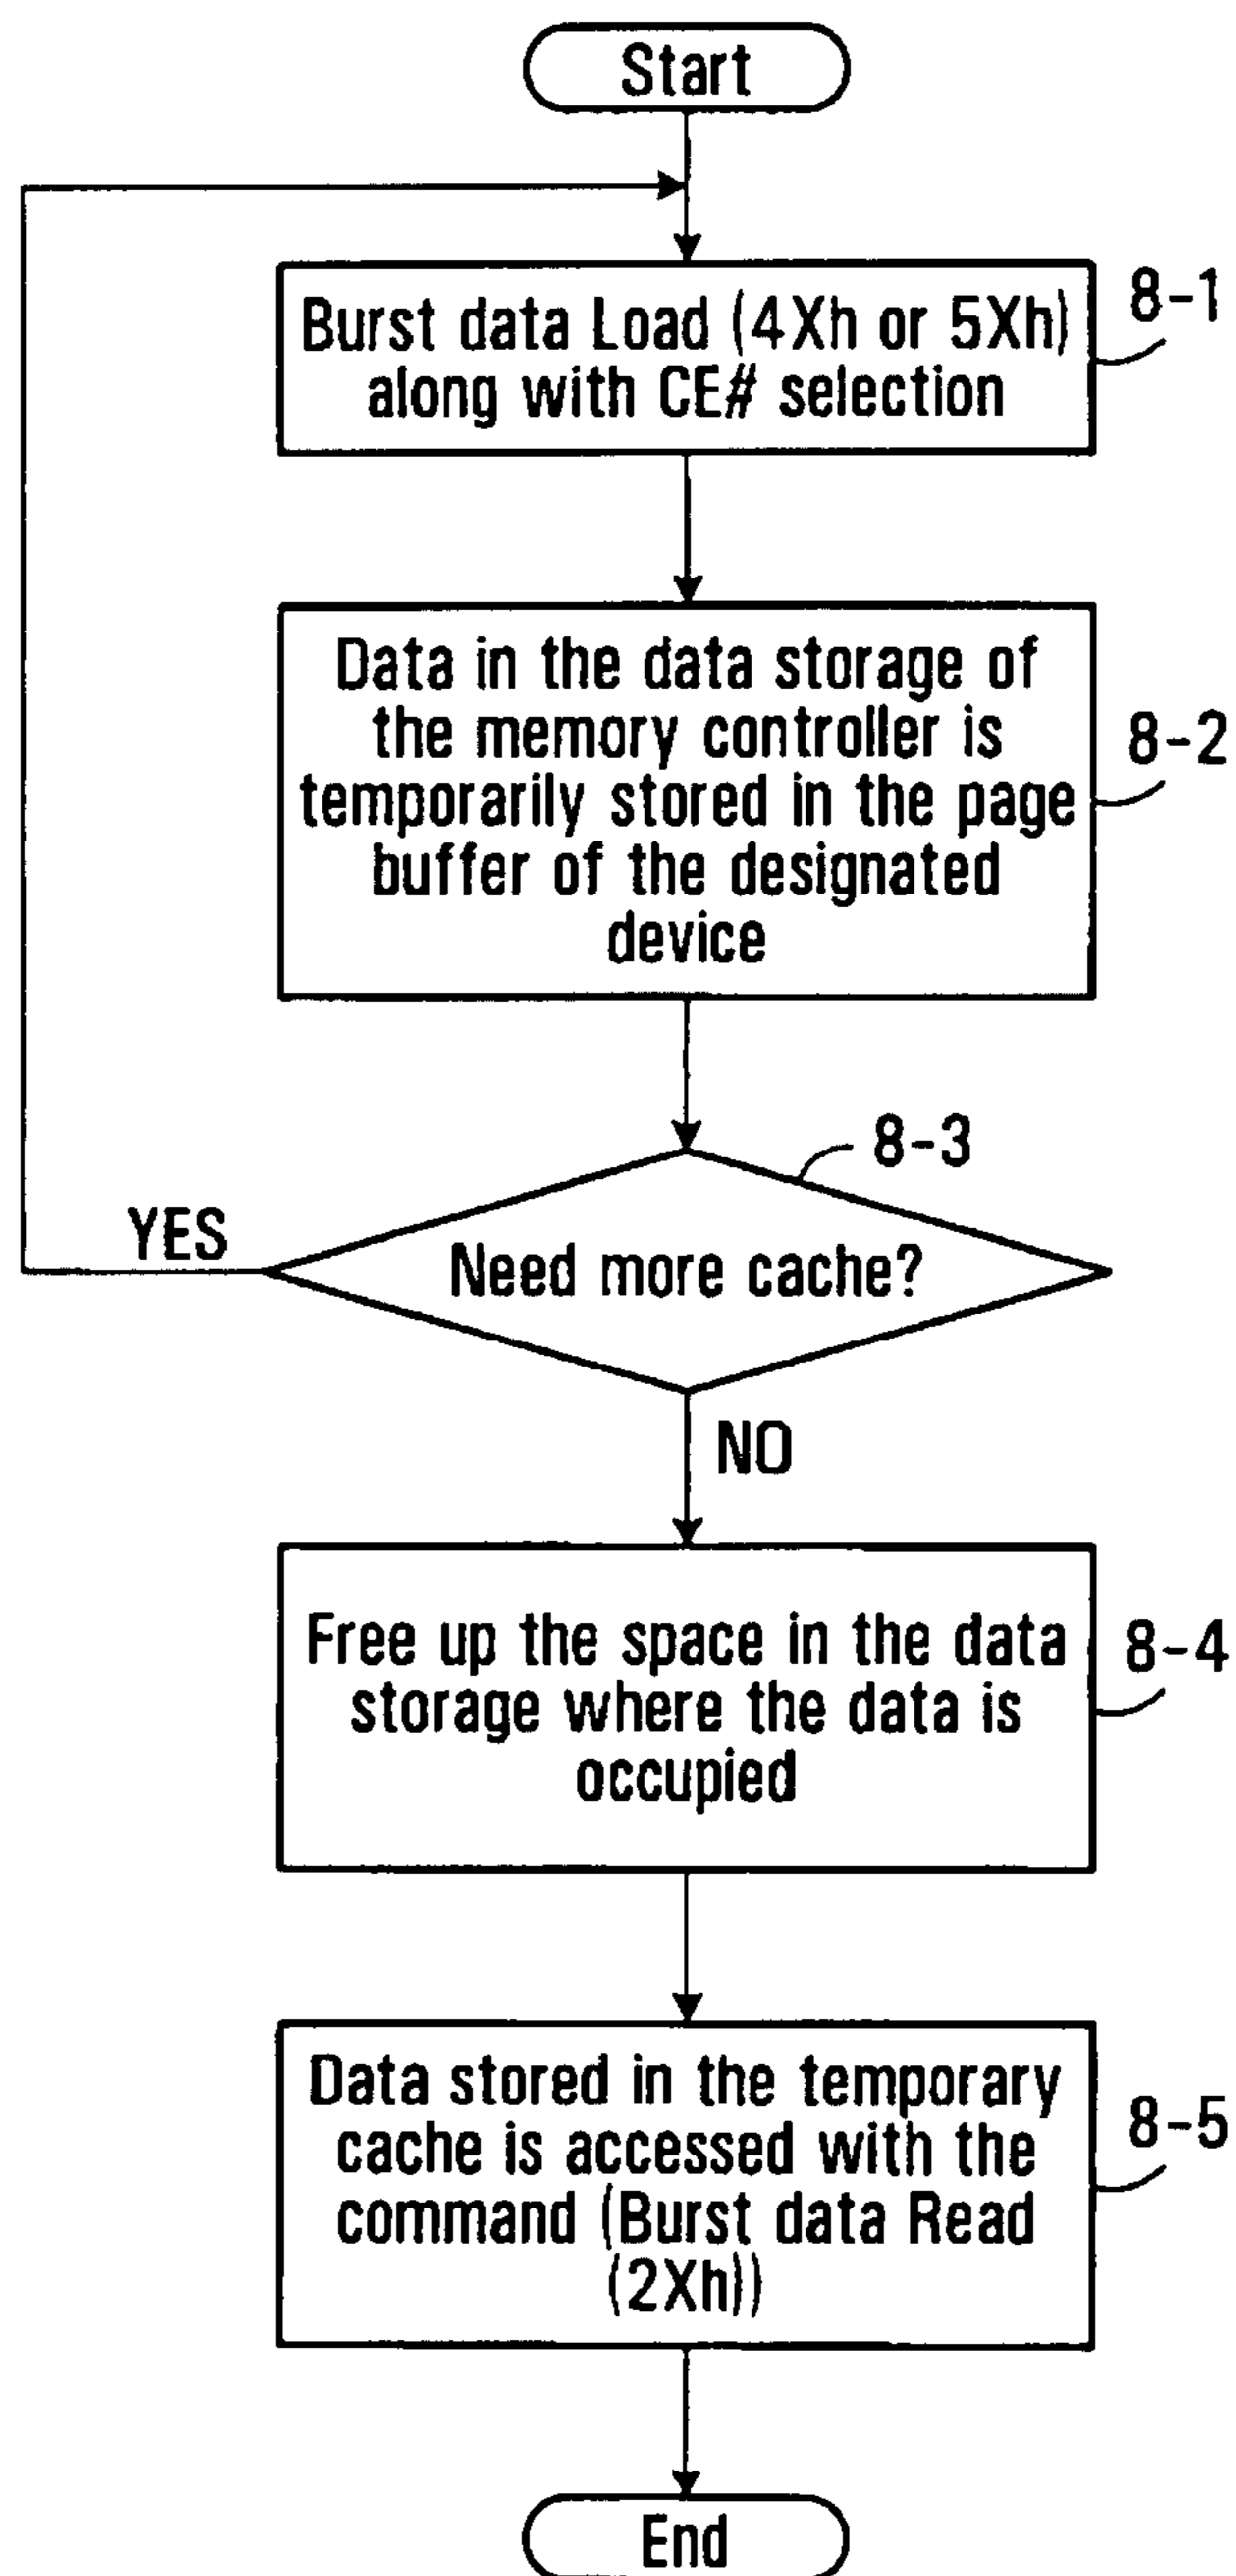 Start
Burst data Load (4Xh or 5Xh)
along with CE# selection
8-1
Data in the data storage of
the memory controller is
temporarily stored in the page
buffer of the designated
device
8-2
8-3
YES
Need more cache?
NO
Free up the space in the data
storage where the data is
occupied
8-4
Data stored in the temporary
cache is accessed with the
command (Burst data Read
(2Xh))
8-5
End